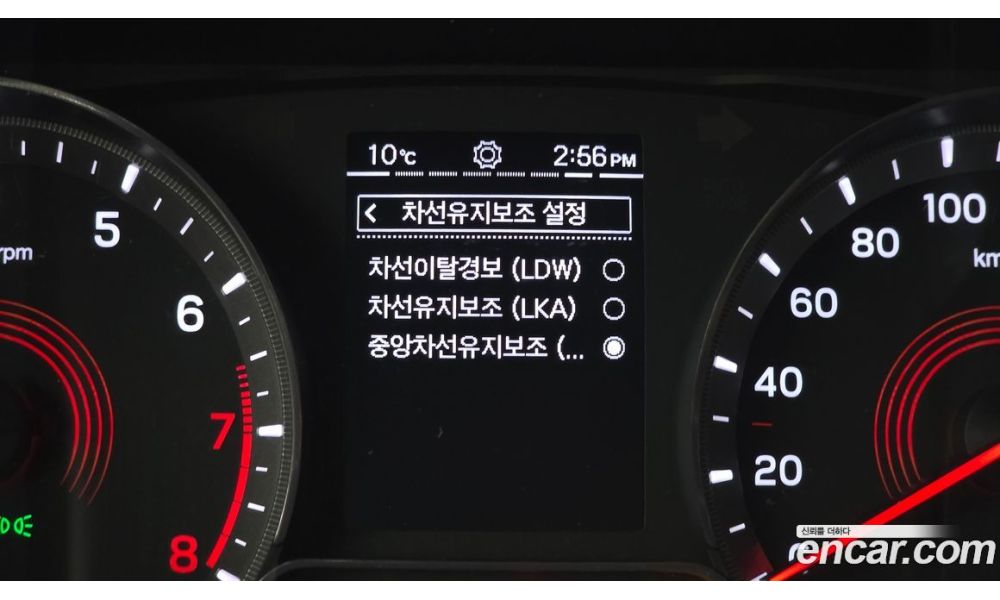 10°c 2:56 PM
< 차선유지보조 설정
차선이탈경보 (LDW)
차선유지보조 (LKA)
중앙차선유지보조 (...
rpm
5
6
7
8
100
80
60
40
20
km
신뢰를 더하다
encar.com